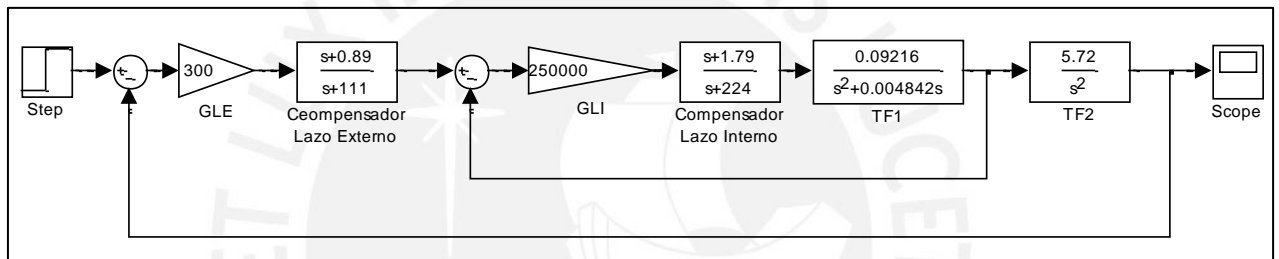 Step
+-
300
GLE
s+0.89
s+111
Ceompensador
Lazo Externo
+-
250000
GLI
s+1.79
s+224
Compensador
Lazo Interno
0.09216
s²+0.004842s
TF1
5.72
s²
TF2
Scope